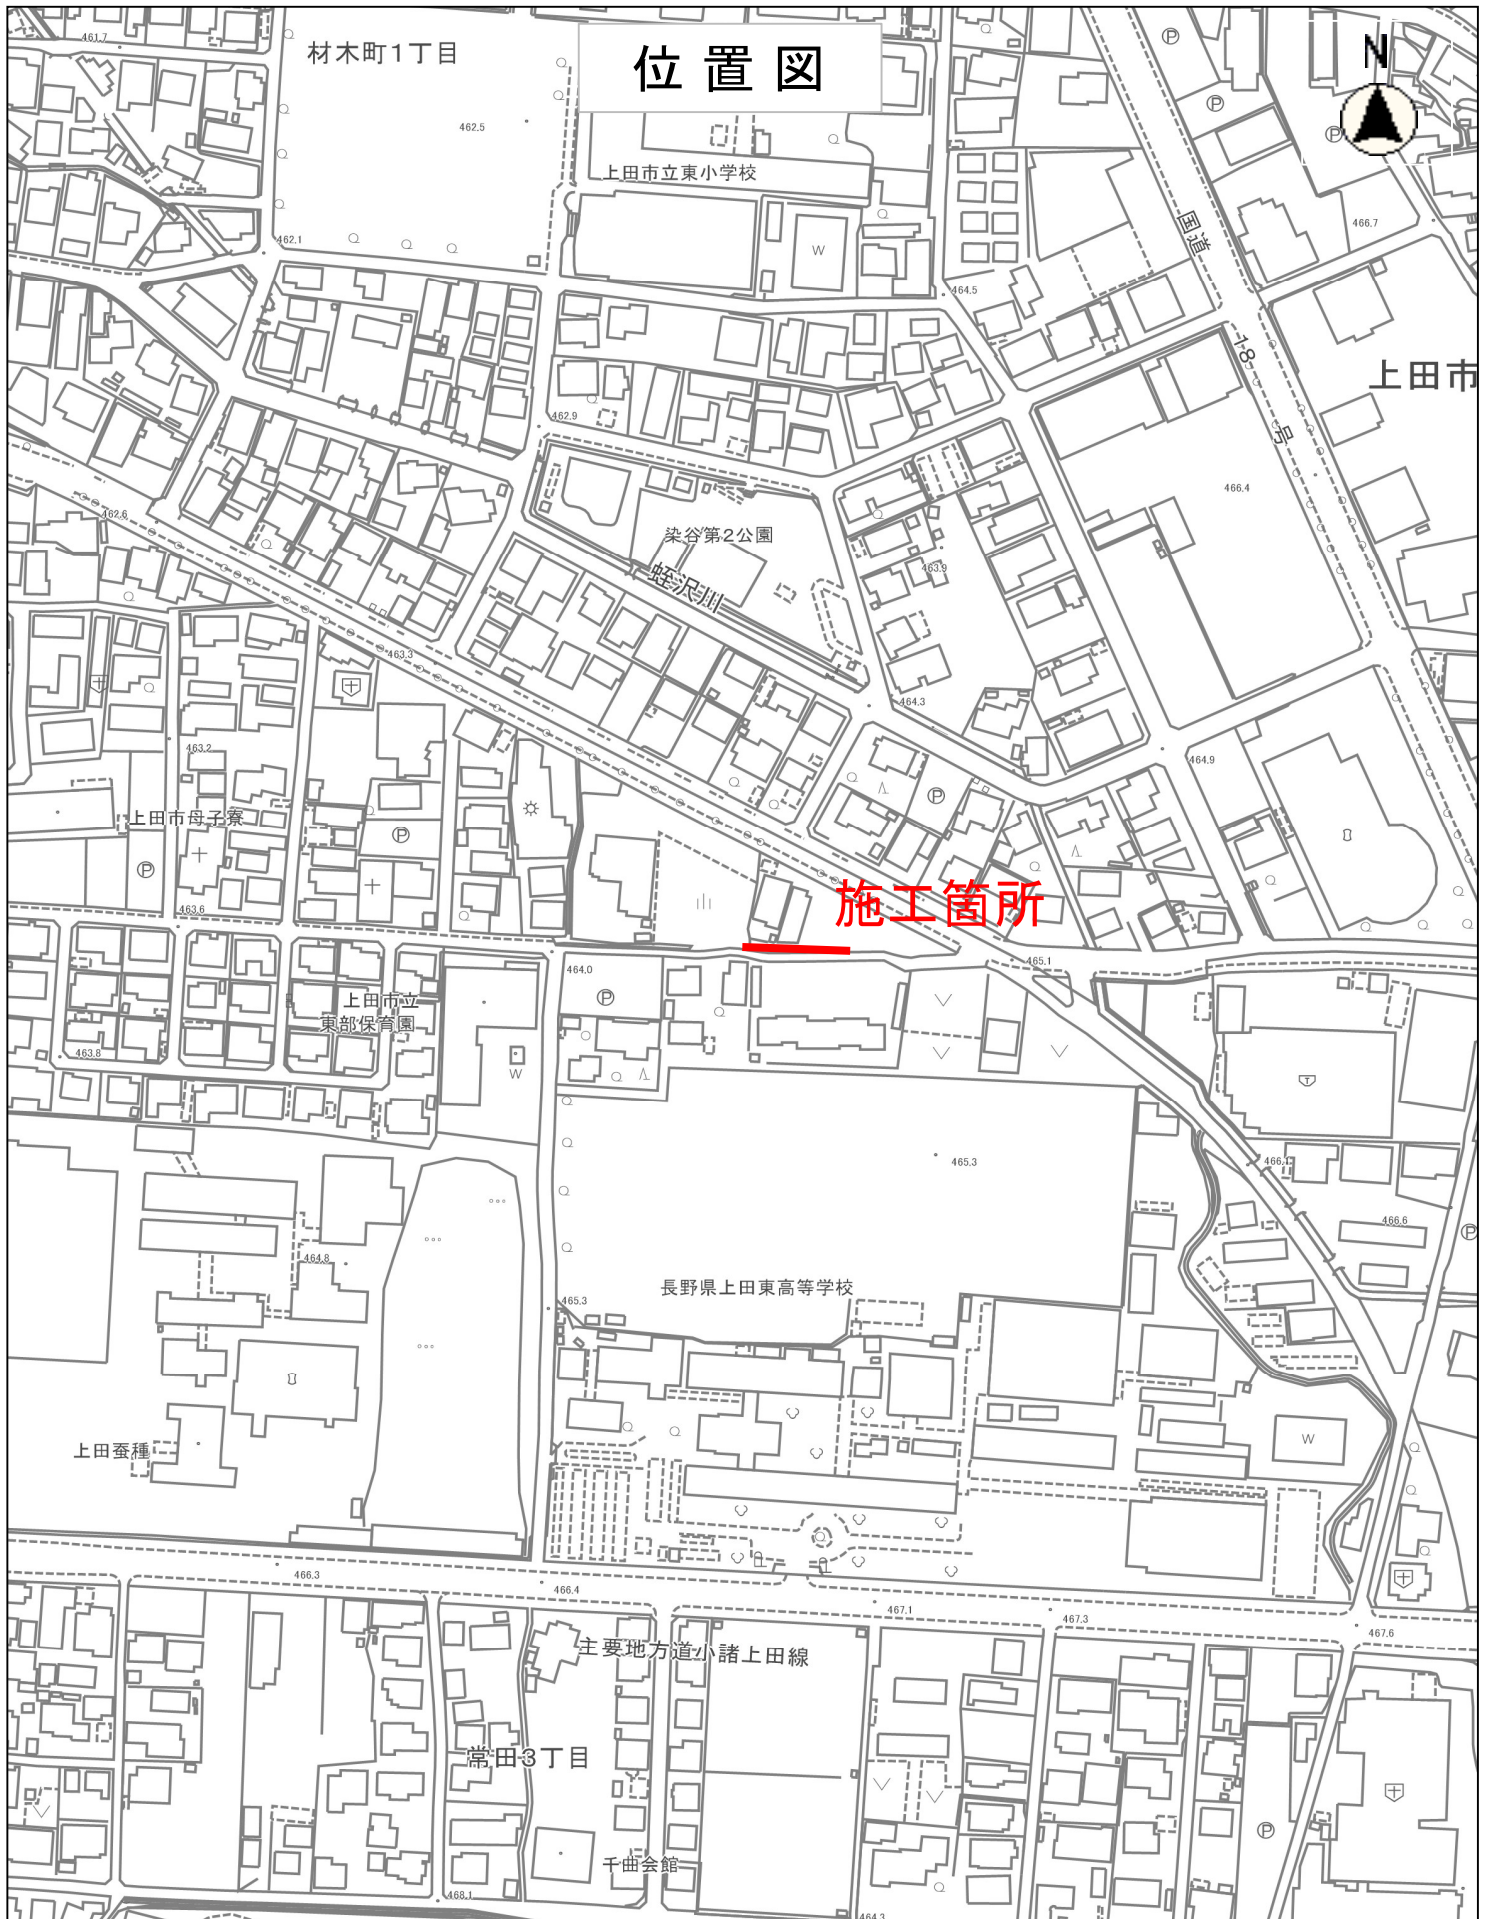 461.7
材木町1丁目
位置図
N
462.5
P
P
P
上田市立東小学校
462.1
W
国道
466.7
464.5
18
号
上田市
462.9
466.4
462.6
染谷第2公園
蛭沢川
463.9
463.3
464.3
463.2
464.9
上田市母子寮
P
P
P
施工箇所
463.6
464.0
465.1
P
上田市立
東部保育園
463.8
W
T
465.3
466.1
466.6
P
464.8
長野県上田東高等学校
465.3
上田蚕種
W
466.3
466.4
467.1
467.3
467.6
主要地方道小諸上田線
常田3丁目
P
千曲会館
468.1
464.3